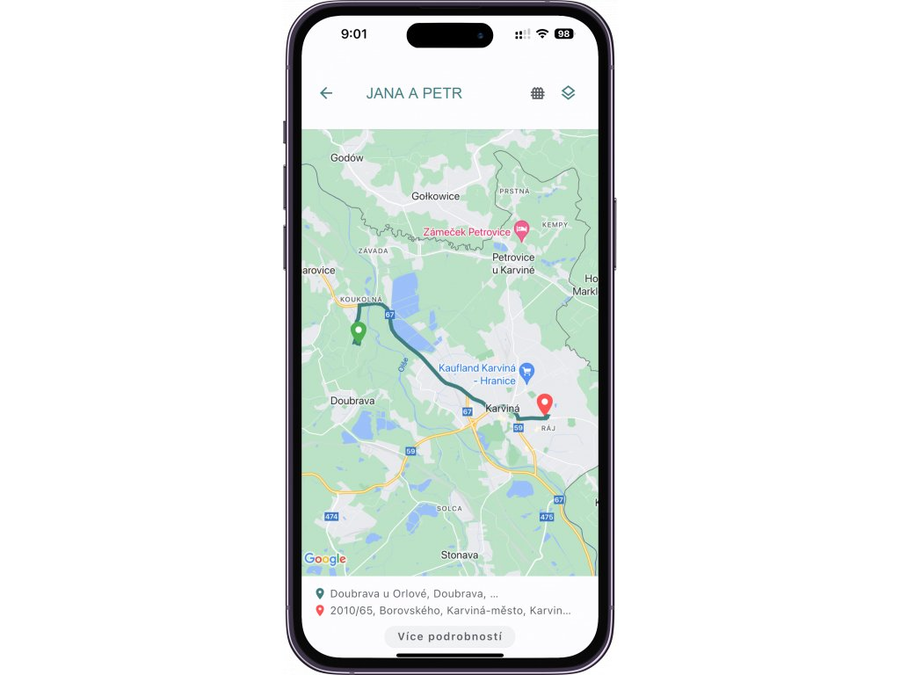 9:01
98
JANA A PETR
Godów
Gołkowice
PRSTNÁ
KEMPY
Zámeček Petrovice
ZÁVADA
Petrovice
u Karviné
arovice
Ho
Markl
KOUKOLNÁ
67
Olše
Kaufland Karviná
- Hranice
Doubrava
67
Karviná
59
RÁJ
59
67
474
SOLCA
475
K
Stonava
Google
Doubrava u Orlové, Doubrava, ...
2010/65, Borovského, Karviná-město, Karvin...
Více podrobností